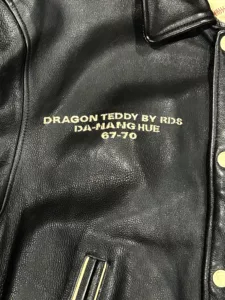 DRAGON TEDDY BY RDS
DA-NANG HUE
67-70